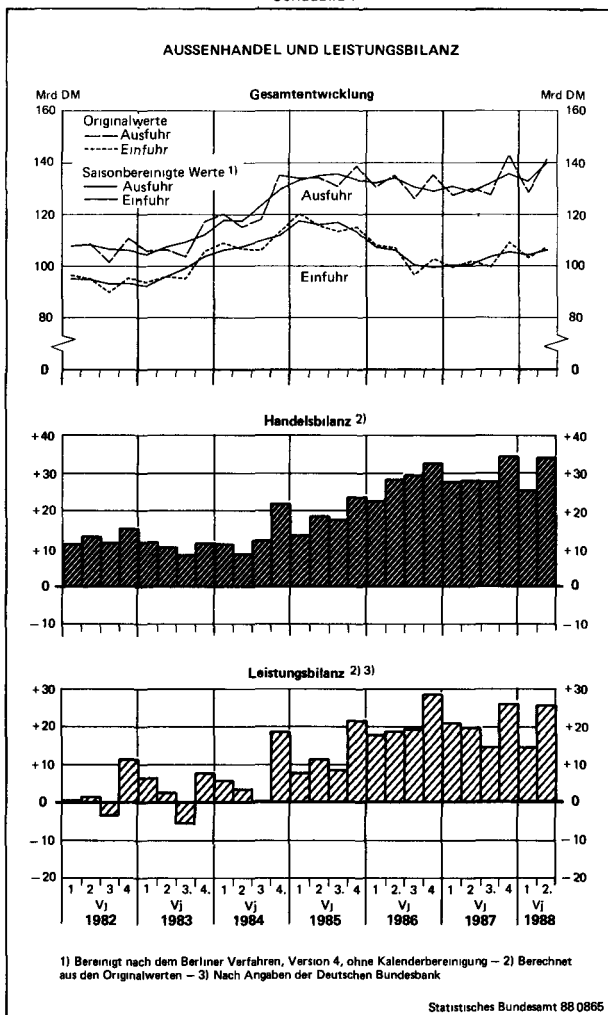 AUSSENHANDEL UND LEISTUNGSBILANZ
Mrd DM Gesamtentwicklung Mrd DM
160 160
Originalwerte
Ausfuhr
Einfuhr
140 140
Saisonbereinigte Werte 1)
Ausfuhr
Einfuhr
Ausfuhr
120 120
100 100
Einfuhr
80 80
0 0
Handelsbilanz 2)
+40 +40
+30 +30
+20 +20
+10 +10
0 0
– 10 – 10
Leistungsbilanz 2) 3)
+30 +30
+20 +20
+10 +10
0 0
– 10 – 10
– 20 – 20
1 2 3 4 1 2 3. 4. 1 2 3 4. 1 2 3 4 1 2. 3 4 1 2 3. 4 1 2.
Vj Vj Vj Vj Vj Vj Vj
1982 1983 1984 1985 1986 1987 1988
1) Bereinigt nach dem Berliner Verfahren, Version 4, ohne Kalenderbereinigung – 2) Berechnet
aus den Originalwerten – 3) Nach Angaben der Deutschen Bundesbank
Statistisches Bundesamt 88 0865